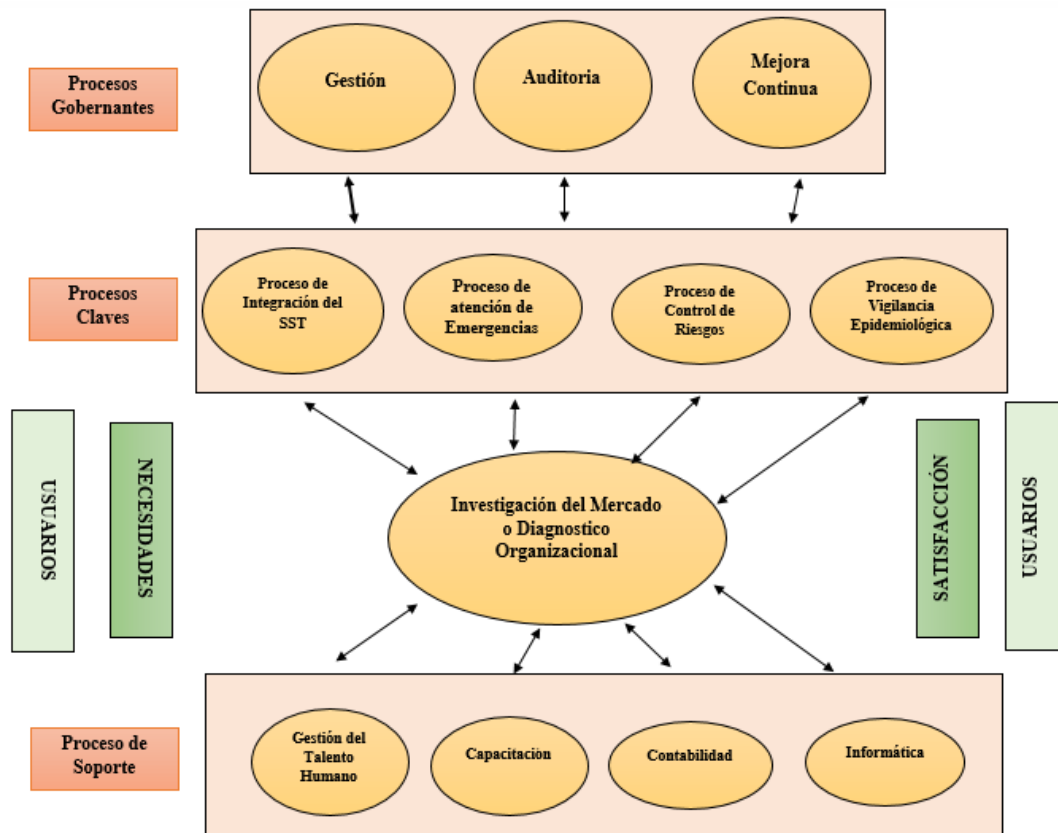 Procesos
Gobernantes
Gestión
Auditoria
Mejora
Continua
Procesos
Claves
Proceso de
Integración del
SST
Proceso de
atención de
Emergencias
Proceso de
Control de
Riesgos
Proceso de
Vigilancia
Epidemiológica
USUARIOS
NECESIDADES
Investigación del Mercado
o Diagnostico
Organizacional
SATISFACCIÓN
USUARIOS
Proceso de
Soporte
Gestión del
Talento
Humano
Capacitación
Contabilidad
Informática